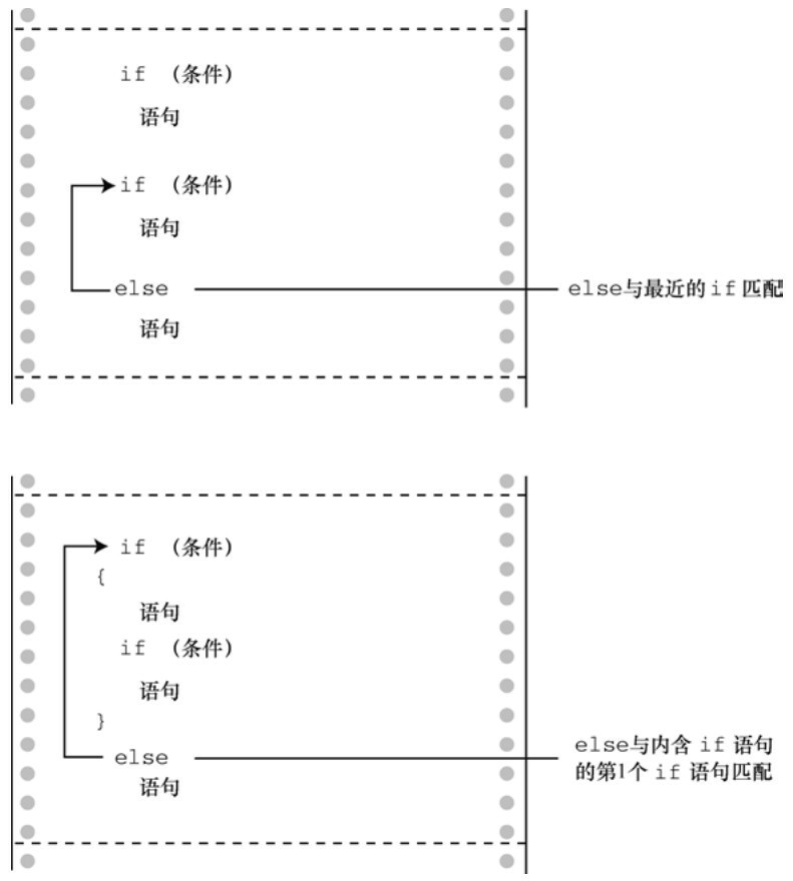 if （条件）
语句
if （条件）
语句
else
else与最近的 if 匹配
语句
if （条件）
{
语句
if （条件）
语句
}
else
else与内含 if 语句
的第1个 if 语句匹配
语句